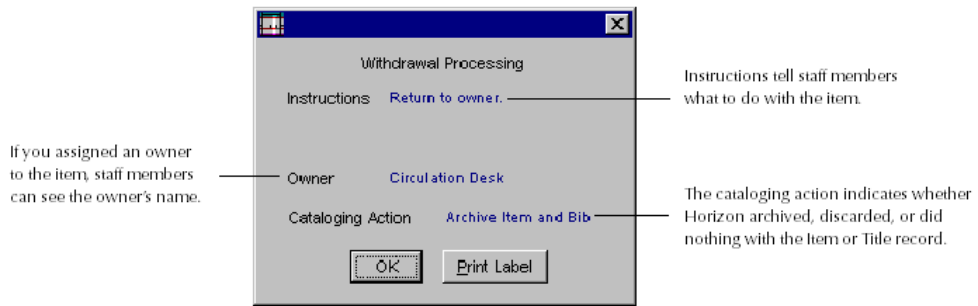 Withdrawal Processing
Instructions Return to owner.
Instructions tell staff members
what to do with the item.
If you assigned an owner
to the item, staff members
can see the owner's name.
Owner Circulation Desk
Cataloging Action Archive Item and Bib
The cataloging action indicates whether
Horizon archived, discarded, or did
nothing with the Item or Title record.
OK Print Label